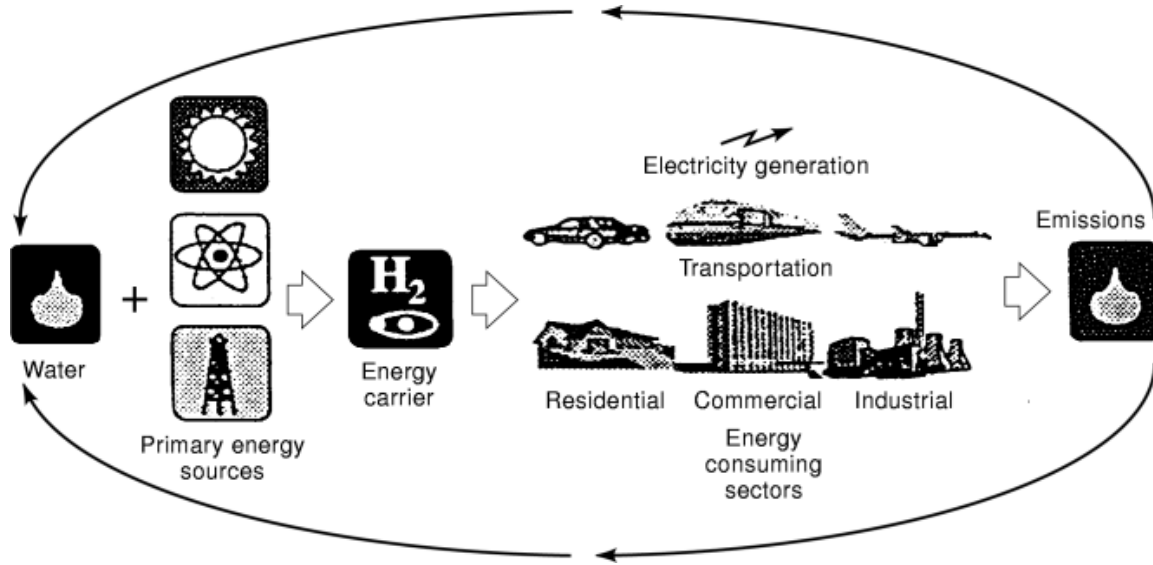 Electricity generation
Emissions
Transportation
+
H2
Water
Energy
carrier
Residential
Commercial
Industrial
Primary energy
sources
Energy
consuming
sectors